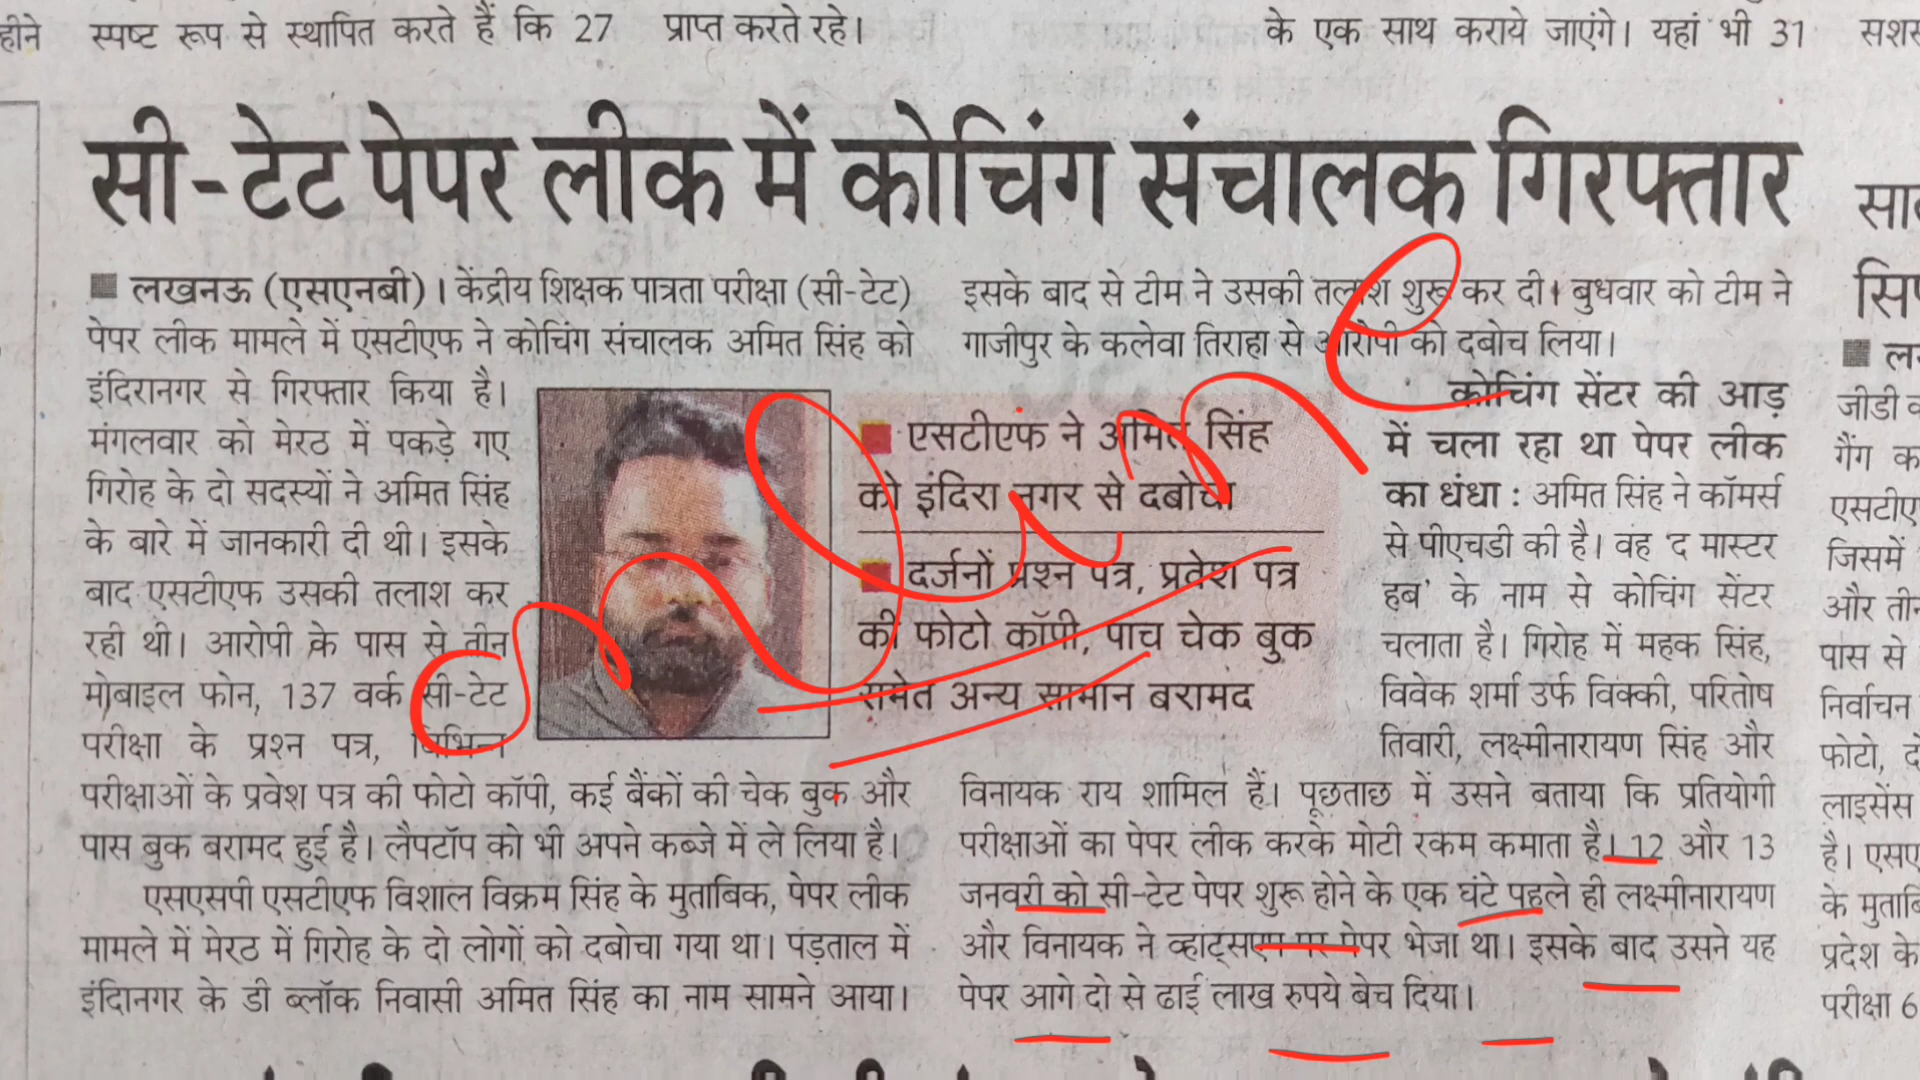 हीने
स्पष्ट रूप से स्थापित करते हैं कि 27
प्राप्त करते रहे।
के एक साथ कराये जाएंगे। यहां भी 31
सी-टेट पेपर लीक में कोचिंग संचालक गिरफ्तार
लखनऊ (एसएनबी)। केंद्रीय शिक्षक पात्रता परीक्षा (सी-टेट)
पेपर लीक मामले में एसटीएफ ने कोचिंग संचालक अमित सिंह को
इंदिरानगर से गिरफ्तार किया है।
मंगलवार को मेरठ में पकड़े गए
गिरोह के दो सदस्यों ने अमित सिंह
के बारे में जानकारी दी थी। इसके
बाद एसटीएफ उसकी तलाश कर
रही थी। आरोपी के पास से तीन
मोबाइल फोन, 137 वर्क सी-टेट
परीक्षा के प्रश्न पत्र, विभिन्न
परीक्षाओं के प्रवेश पत्र की फोटो कॉपी, कई बैंकों की चेक बुक और
पास बुक बरामद हुई है। लैपटॉप को भी अपने कब्जे में ले लिया है।
एसएसपी एसटीएफ विशाल विक्रम सिंह के मुताबिक, पेपर लीक
मामले में मेरठ में गिरोह के दो लोगों को दबोचा गया था। पड़ताल में
इंदिानगर के डी ब्लॉक निवासी अमित सिंह का नाम सामने आया।
एसटीएफ ने अमित सिंह
को इंदिरा नगर से दबोचा
दर्जनों प्रश्न पत्र, प्रवेश पत्र
की फोटो कॉपी, पाच चेक बुक
समेत अन्य सामान बरामद
इसके बाद से टीम ने उसकी तलाश शुरू कर दी। बुधवार को टीम ने
गाजीपुर के कलेवा तिराहा से आरोपी को दबोच लिया।
कोचिंग सेंटर की आड़
में चला रहा था पेपर लीक
का धंधा : अमित सिंह ने कॉमर्स
से पीएचडी की है। वह 'द मास्टर
हब' के नाम से कोचिंग सेंटर
चलाता है। गिरोह में महक सिंह,
विवेक शर्मा उर्फ विक्की, परितोष
तिवारी, लक्ष्मीनारायण सिंह और
विनायक राय शामिल हैं। पूछताछ में उसने बताया कि प्रतियोगी
परीक्षाओं का पेपर लीक करके मोटी रकम कमाता है। 12 और 13
जनवरी को सी-टेट पेपर शुरू होने के एक घंटे पहले ही लक्ष्मीनारायण
और विनायक ने व्हाट्सएप पर पेपर भेजा था। इसके बाद उसने यह
पेपर आगे दो से ढाई लाख रुपये बेच दिया।
जीडी
गैंग
जिसमें
और
पास से
निर्वाचन
फोटो,
लाइसेंस
है।
के
प्रदेश के
परीक्षा 6